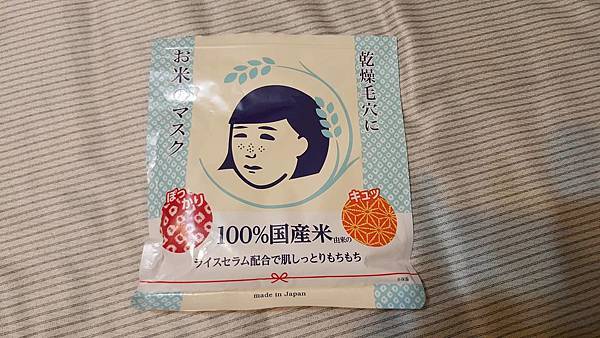 乾燥毛穴に
お米のマスク
ぽっかり
キュッ
100%国産米由来の
ライスセラム配合で肌しっとりもちもち
made in Japan